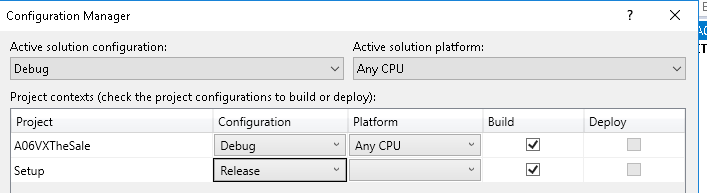 Configuration Manager ? ×
Active solution configuration: Active solution platform:
Debug Any CPU
Project contexts (check the project configurations to build or deploy):
Project Configuration Platform Build Deploy
A06VXTheSale Debug Any CPU
Setup Release